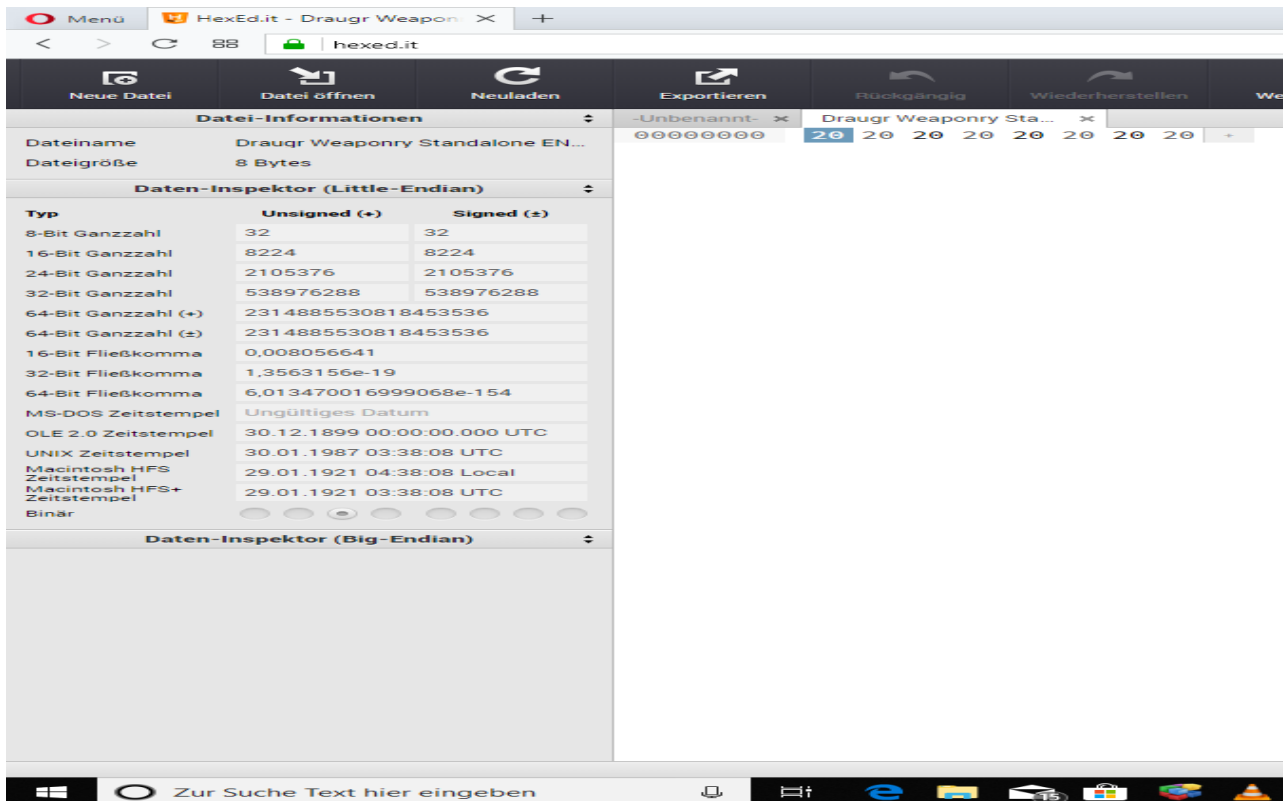 Menü HexEd.it - Draugr Weapon
hexed.it
Neue Datei Datei öffnen Neuladen Exportieren Rückgängig Wiederherstellen We
Datei-Informationen -Unbenannt- Draugr Weaponry Sta...
00000000 20 20 20 20 20 20 20 20 +
Dateiname Draugr Weaponry Standalone EN...
Dateigröße 8 Bytes
Daten-Inspektor (Little-Endian)
Typ Unsigned (+) Signed (±)
8-Bit Ganzzahl 32 32
16-Bit Ganzzahl 8224 8224
24-Bit Ganzzahl 2105376 2105376
32-Bit Ganzzahl 538976288 538976288
64-Bit Ganzzahl (+) 2314885530818453536
64-Bit Ganzzahl (±) 2314885530818453536
16-Bit Fließkomma 0,008056641
32-Bit Fließkomma 1,3563156e-19
64-Bit Fließkomma 6,013470016999068e-154
MS-DOS Zeitstempel Ungültiges Datum
OLE 2.0 Zeitstempel 30.12.1899 00:00:00.000 UTC
UNIX Zeitstempel 30.01.1987 03:38:08 UTC
Macintosh HFS Zeitstempel 29.01.1921 04:38:08 Local
Macintosh HFS+ Zeitstempel 29.01.1921 03:38:08 UTC
Binär
Daten-Inspektor (Big-Endian)
Zur Suche Text hier eingeben 15